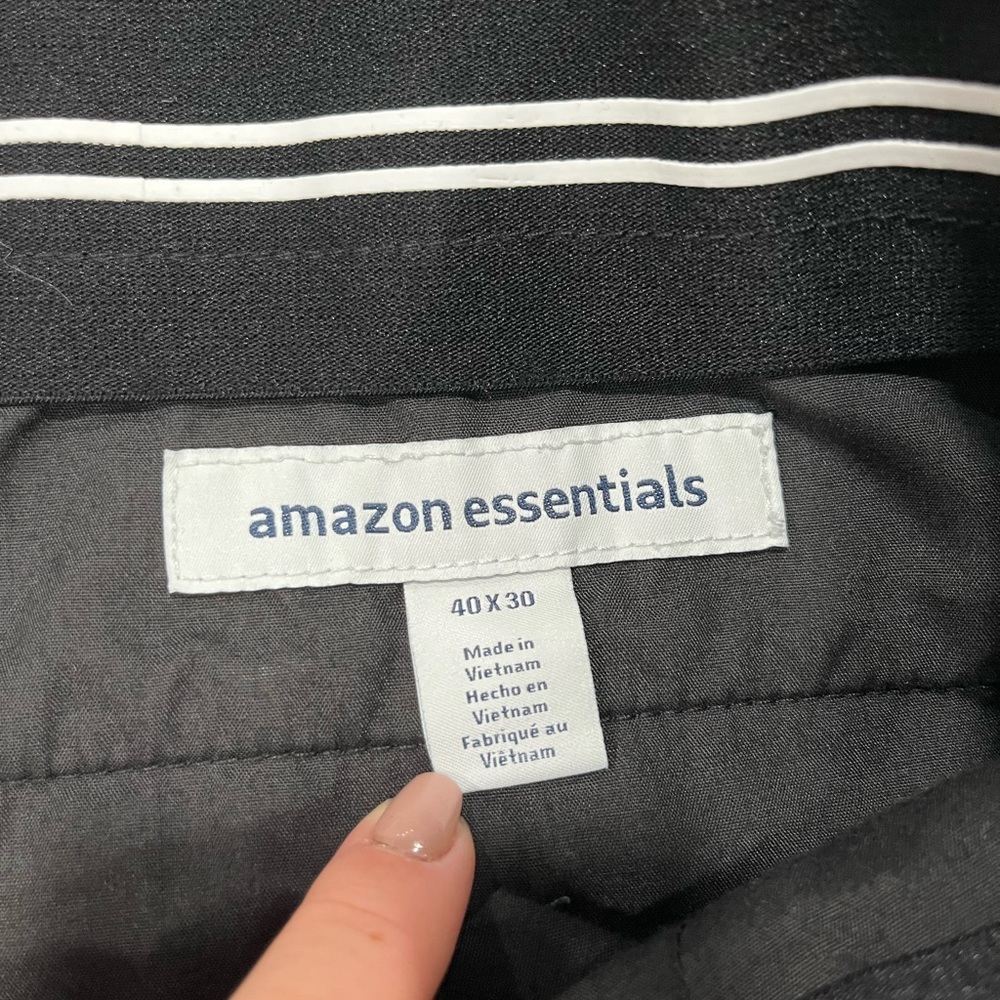 amazon essentials
40 X 30
Made in
Vietnam
Hecho en
Vietnam
Fabriqué au
Viêtnam